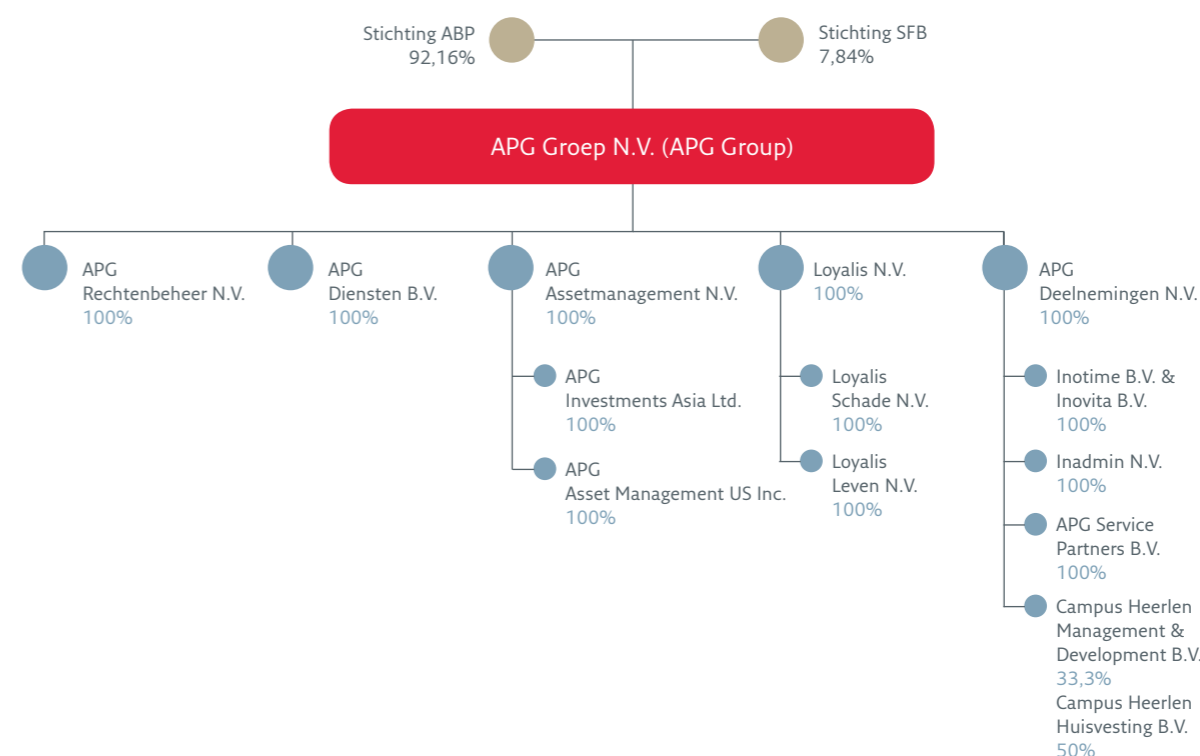 Stichting ABP
92,16%
Stichting SFB
7,84%
APG Groep N.V. (APG Group)
APG
Rechtenbeheer N.V.
100%
APG
Diensten B.V.
100%
APG
Assetmanagement N.V.
100%
APG
Investments Asia Ltd.
100%
APG
Asset Management US Inc.
100%
Loyalis N.V.
100%
Loyalis
Schade N.V.
100%
Loyalis
Leven N.V.
100%
APG
Deelnemingen N.V.
100%
Inotime B.V. &
Inovita B.V.
100%
Inadmin N.V.
100%
APG Service
Partners B.V.
100%
Campus Heerlen
Management &
Development B.V.
33,3%
Campus Heerlen
Huisvesting B.V.
50%